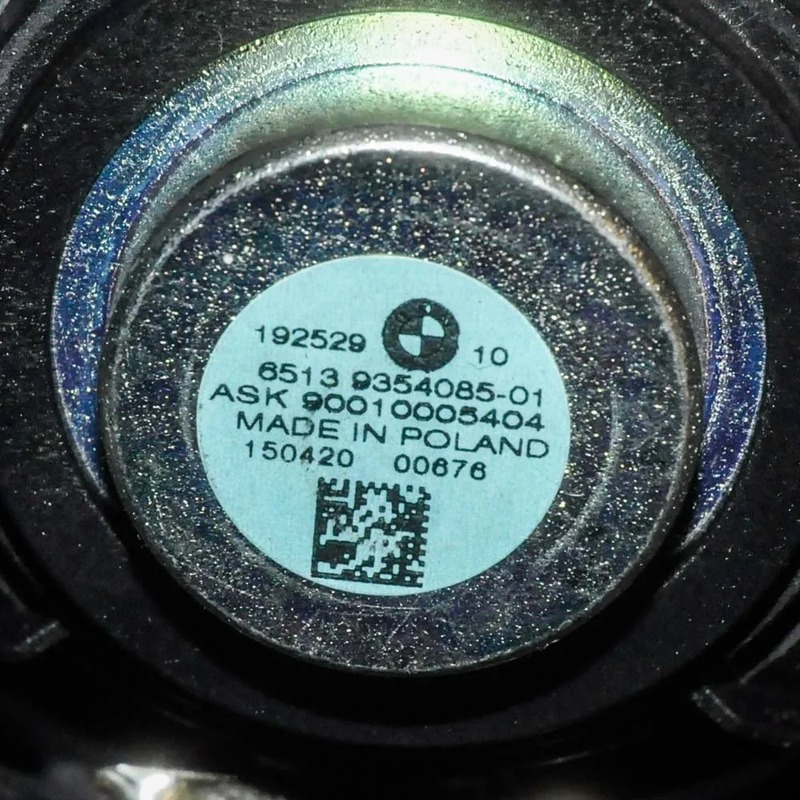 192529 10
6513 9354085-01
ASK 90010005404
MADE IN POLAND
150420 00676